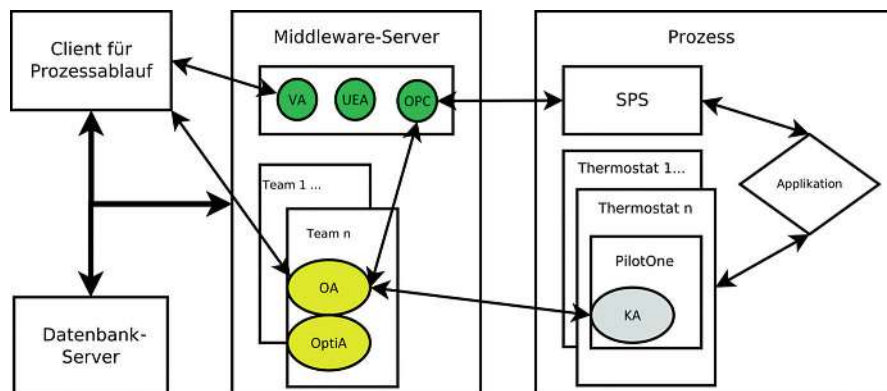 Client für
Prozessablauf
Middleware-Server
Prozess
VA
UEA
OPC
SPS
Team 1 ...
Thermostat 1...
Applikation
Team n
Thermostat n
PilotOne
OA
KA
OptiA
Datenbank-
Server